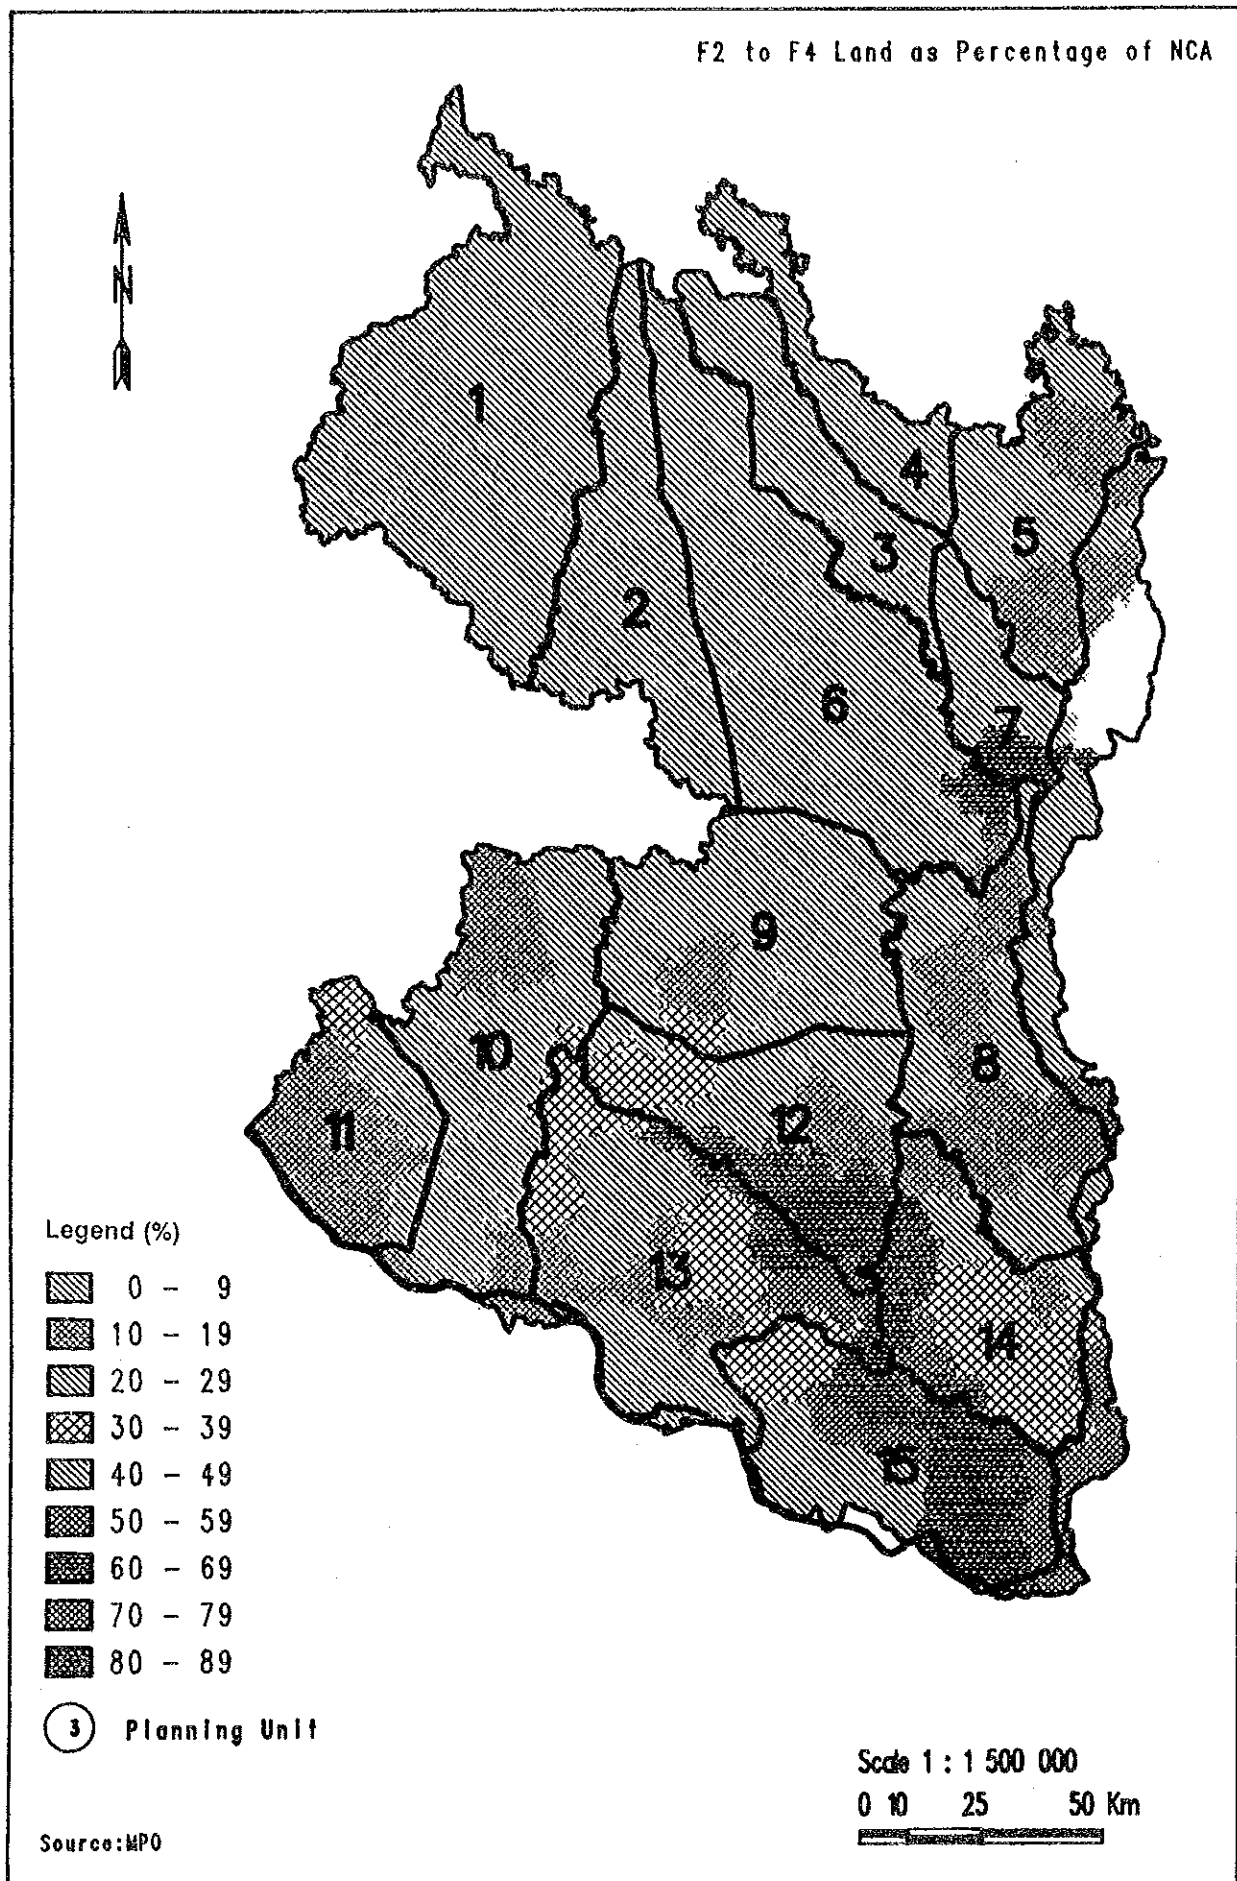 F2 to F4 Land as Percentage of NCA
N
1
4
5
3
2
6
7
9
10
8
11
12
13
14
15
Legend (%)
0 - 9
10 - 19
20 - 29
30 - 39
40 - 49
50 - 59
60 - 69
70 - 79
80 - 89
3 Planning Unit
Scale 1 : 1 500 000
0 10 25 50 Km
Source:MPO